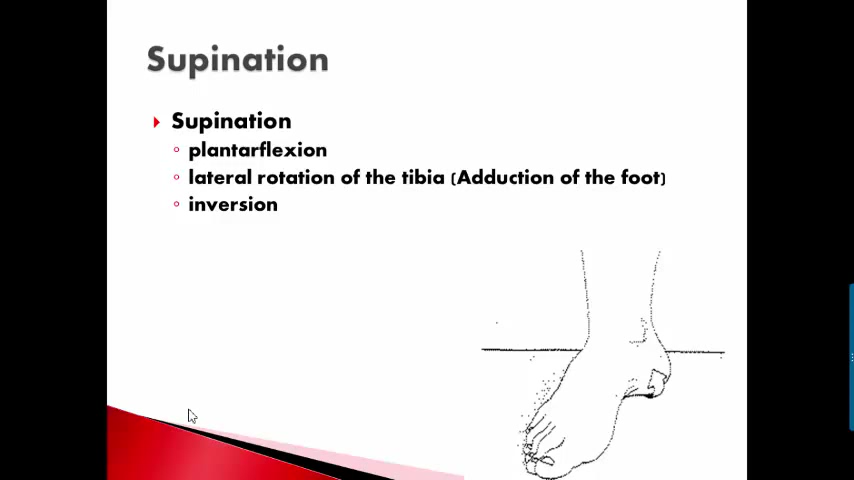 Supination
Supination
plantarflexion
lateral rotation of the tibia (Adduction of the foot)
inversion